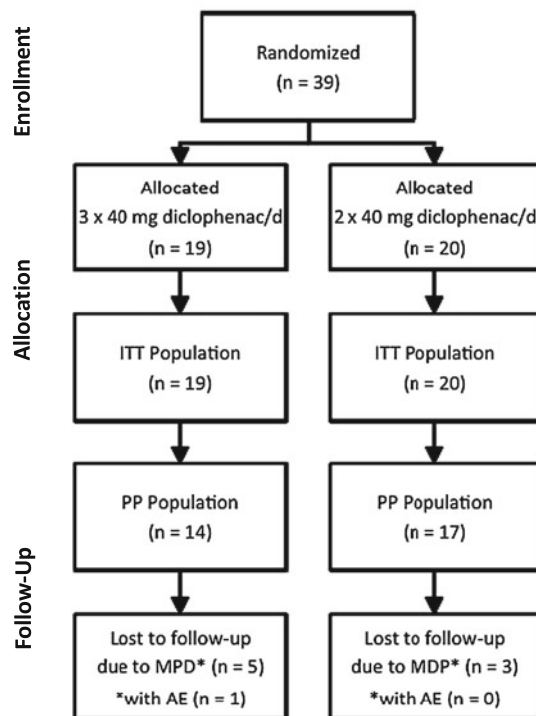 Enrollment
Randomized
(n = 39)
Allocation
Allocated
3 x 40 mg diclophenac/d
(n = 19)
Allocated
2 x 40 mg diclophenac/d
(n = 20)
ITT Population
(n = 19)
ITT Population
(n = 20)
Follow-Up
PP Population
(n = 14)
PP Population
(n = 17)
Lost to follow-up
due to MPD* (n = 5)
*with AE (n = 1)
Lost to follow-up
due to MDP* (n = 3)
*with AE (n = 0)